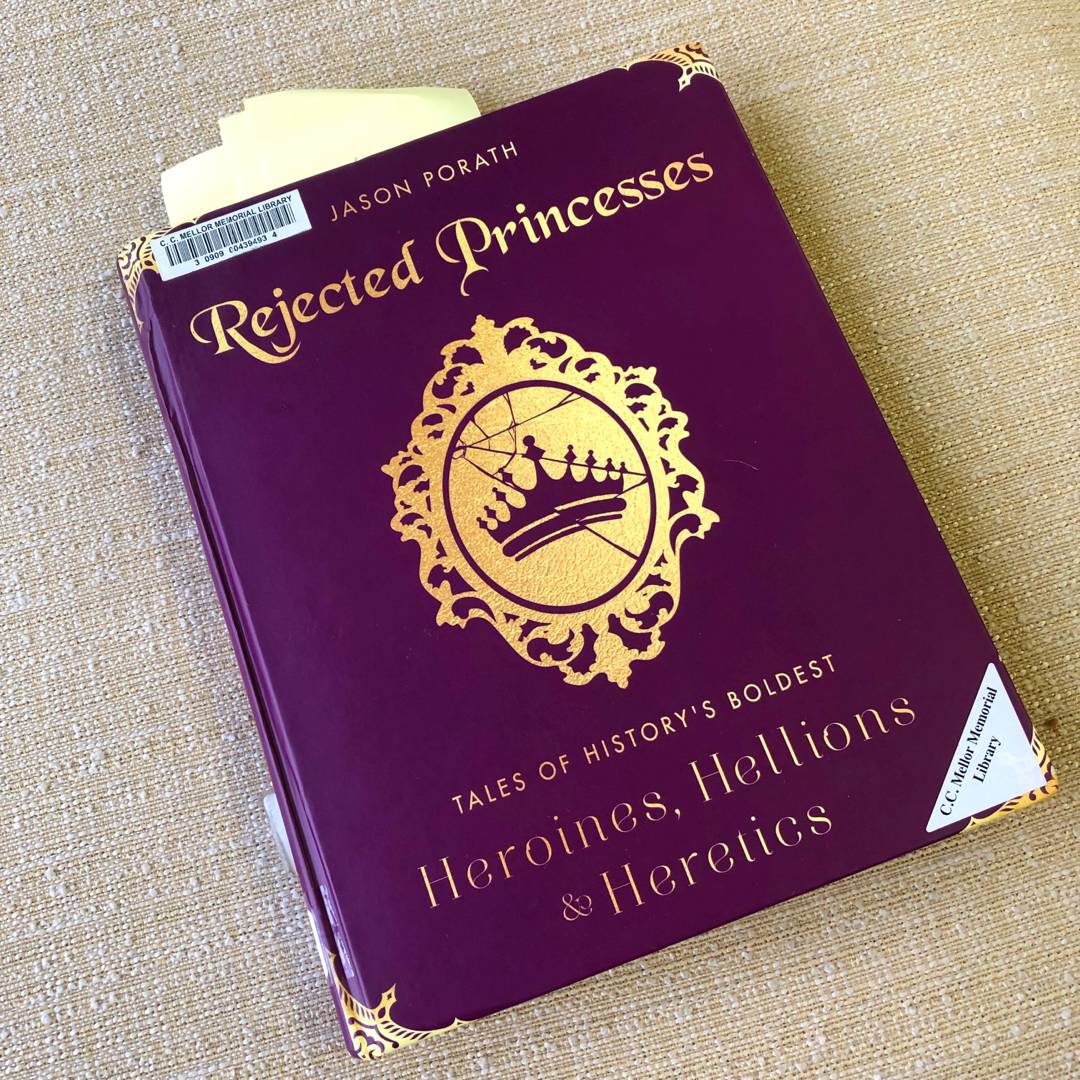 C. C. MELLOR MEMORIAL LIBRARY
3 0909 00439493 4
JASON PORATH
Rejected Princesses
TALES OF HISTORY'S BOLDEST
Heroines, Hellions
& Heretics
C.C. Mellor Memorial
Library